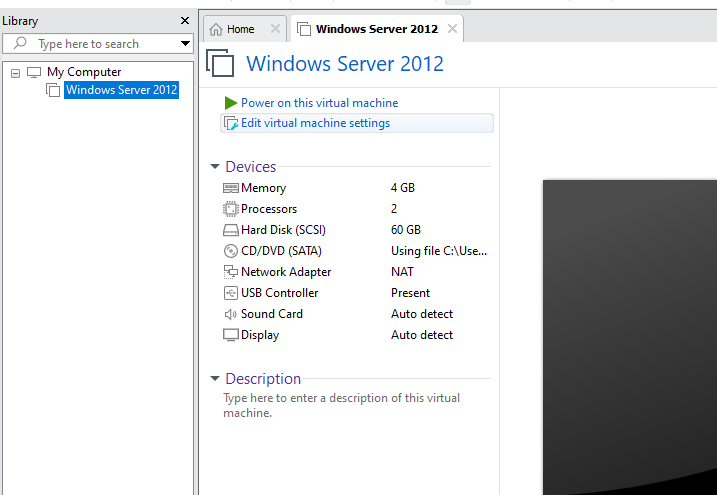 Library
Type here to search
My Computer
Windows Server 2012
Home
Windows Server 2012
Windows Server 2012
Power on this virtual machine
Edit virtual machine settings
Devices
Memory 4 GB
Processors 2
Hard Disk (SCSI) 60 GB
CD/DVD (SATA) Using file C:\Use...
Network Adapter NAT
USB Controller Present
Sound Card Auto detect
Display Auto detect
Description
Type here to enter a description of this virtual
machine.